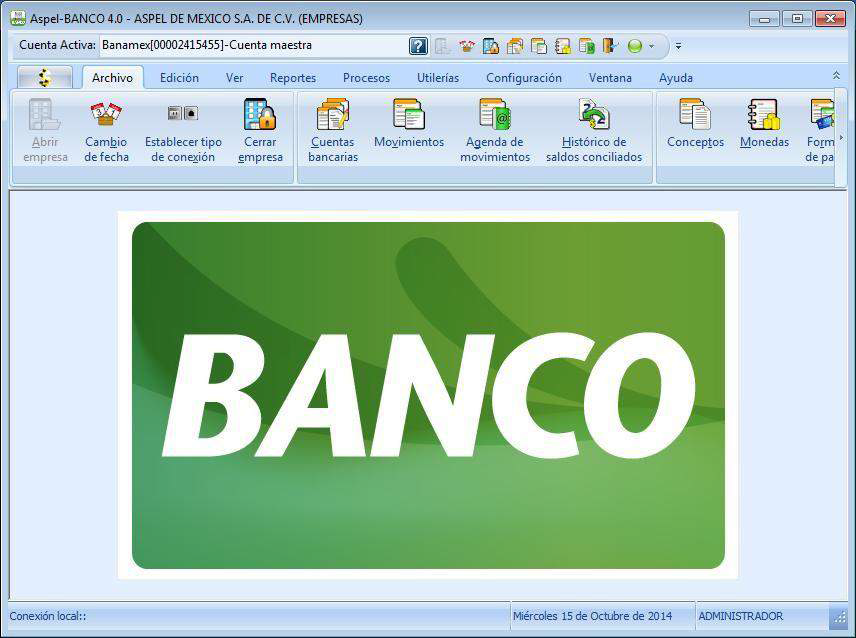 Aspel-BANCO 4.0 - ASPEL DE MEXICO S.A. DE C.V. (EMPRESAS)
Cuenta Activa: Banamex[00002415455]-Cuenta maestra
Archivo Edición Ver Reportes Procesos Utilerías Configuración Ventana Ayuda
Abrir empresa
Cambio de fecha
Establecer tipo de conexión
Cerrar empresa
Cuentas bancarias
Movimientos
Agenda de movimientos
Histórico de saldos conciliados
Conceptos
Monedas
Form
de pa
BANCO
Conexión local:: Miércoles 15 de Octubre de 2014 ADMINISTRADOR